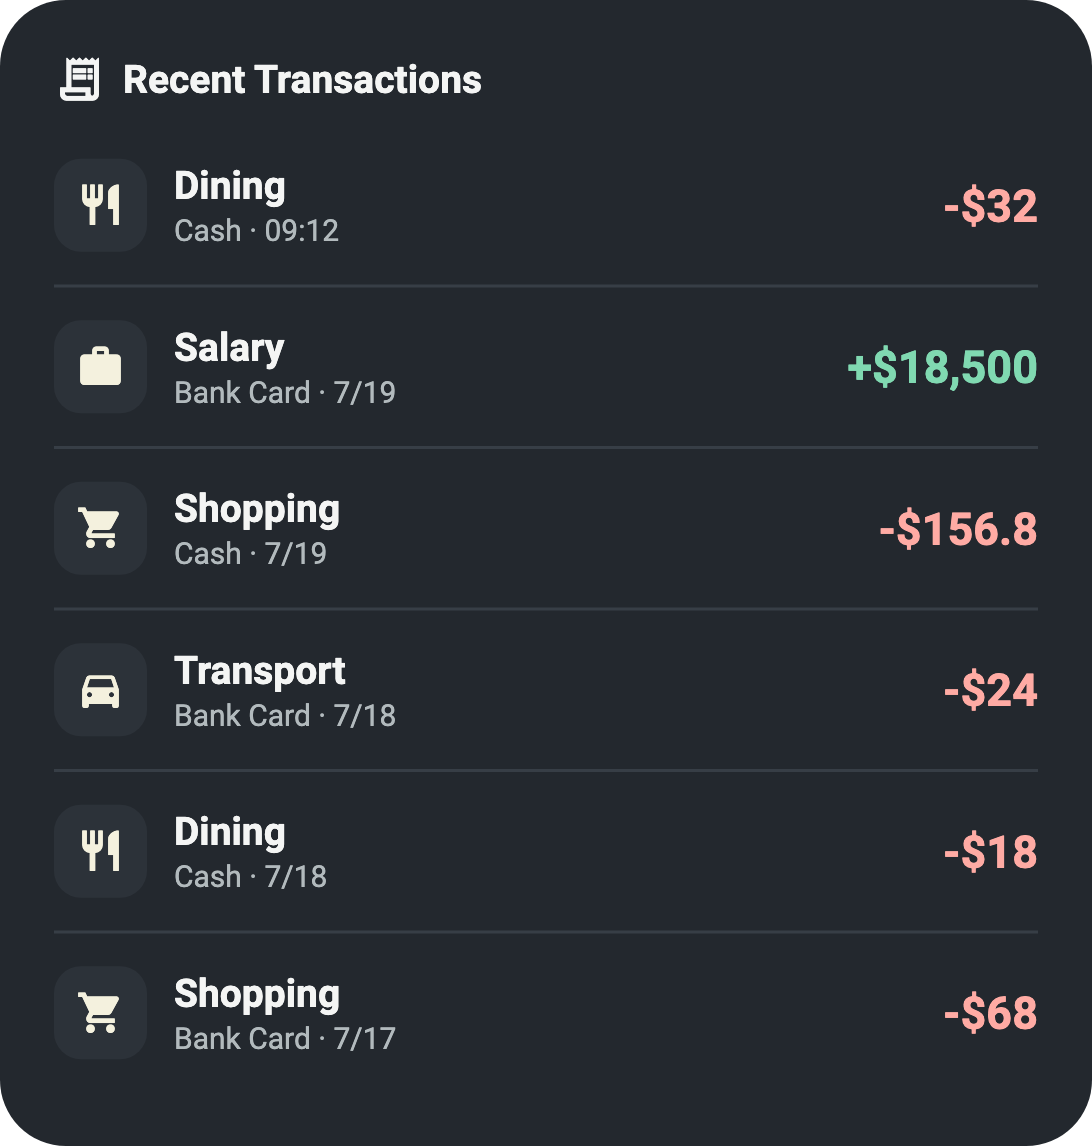 Recent Transactions
Dining
Cash · 09:12
-$32
Salary
Bank Card · 7/19
+$18,500
Shopping
Cash · 7/19
-$156.8
Transport
Bank Card · 7/18
-$24
Dining
Cash · 7/18
-$18
Shopping
Bank Card · 7/17
-$68